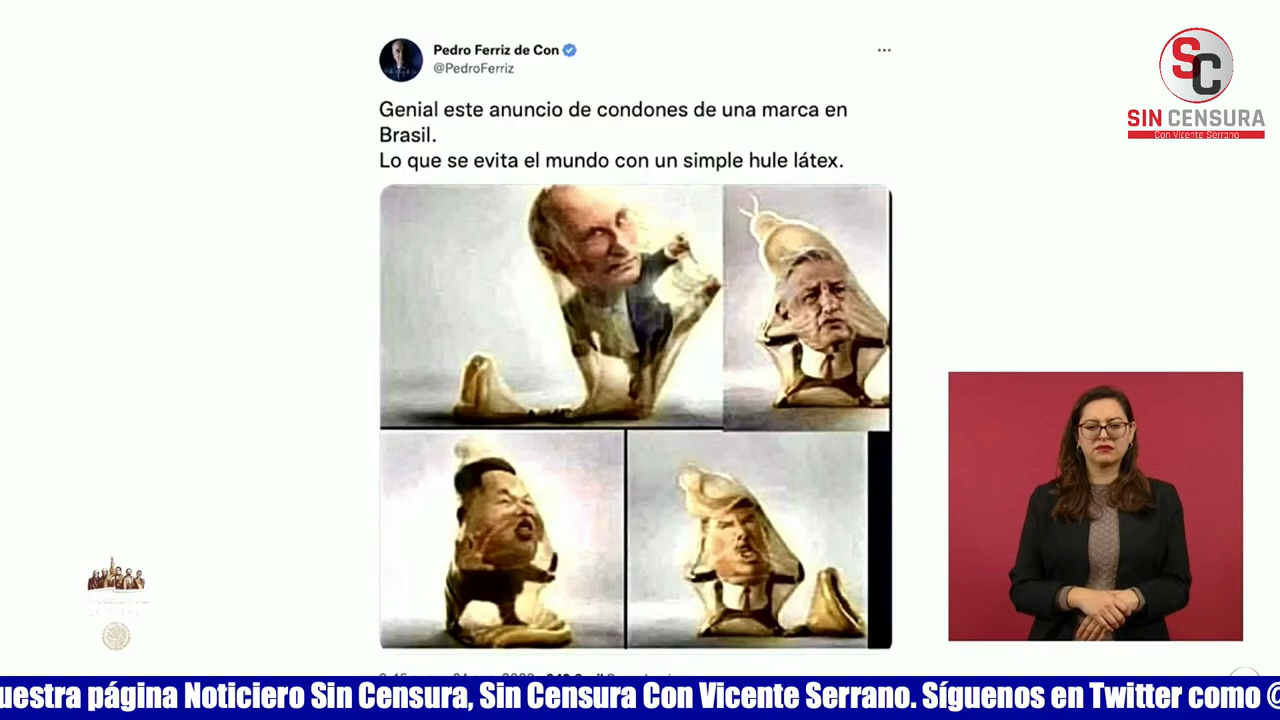 Pedro Ferriz de Con
@PedroFerriz
Genial este anuncio de condones de una marca en
Brasil.
Lo que se evita el mundo con un simple hule látex.
SC
SIN CENSURA
Con Vicente Serrano
uestra página Noticiero Sin Censura, Sin Censura Con Vicente Serrano. Síguenos en Twitter como @